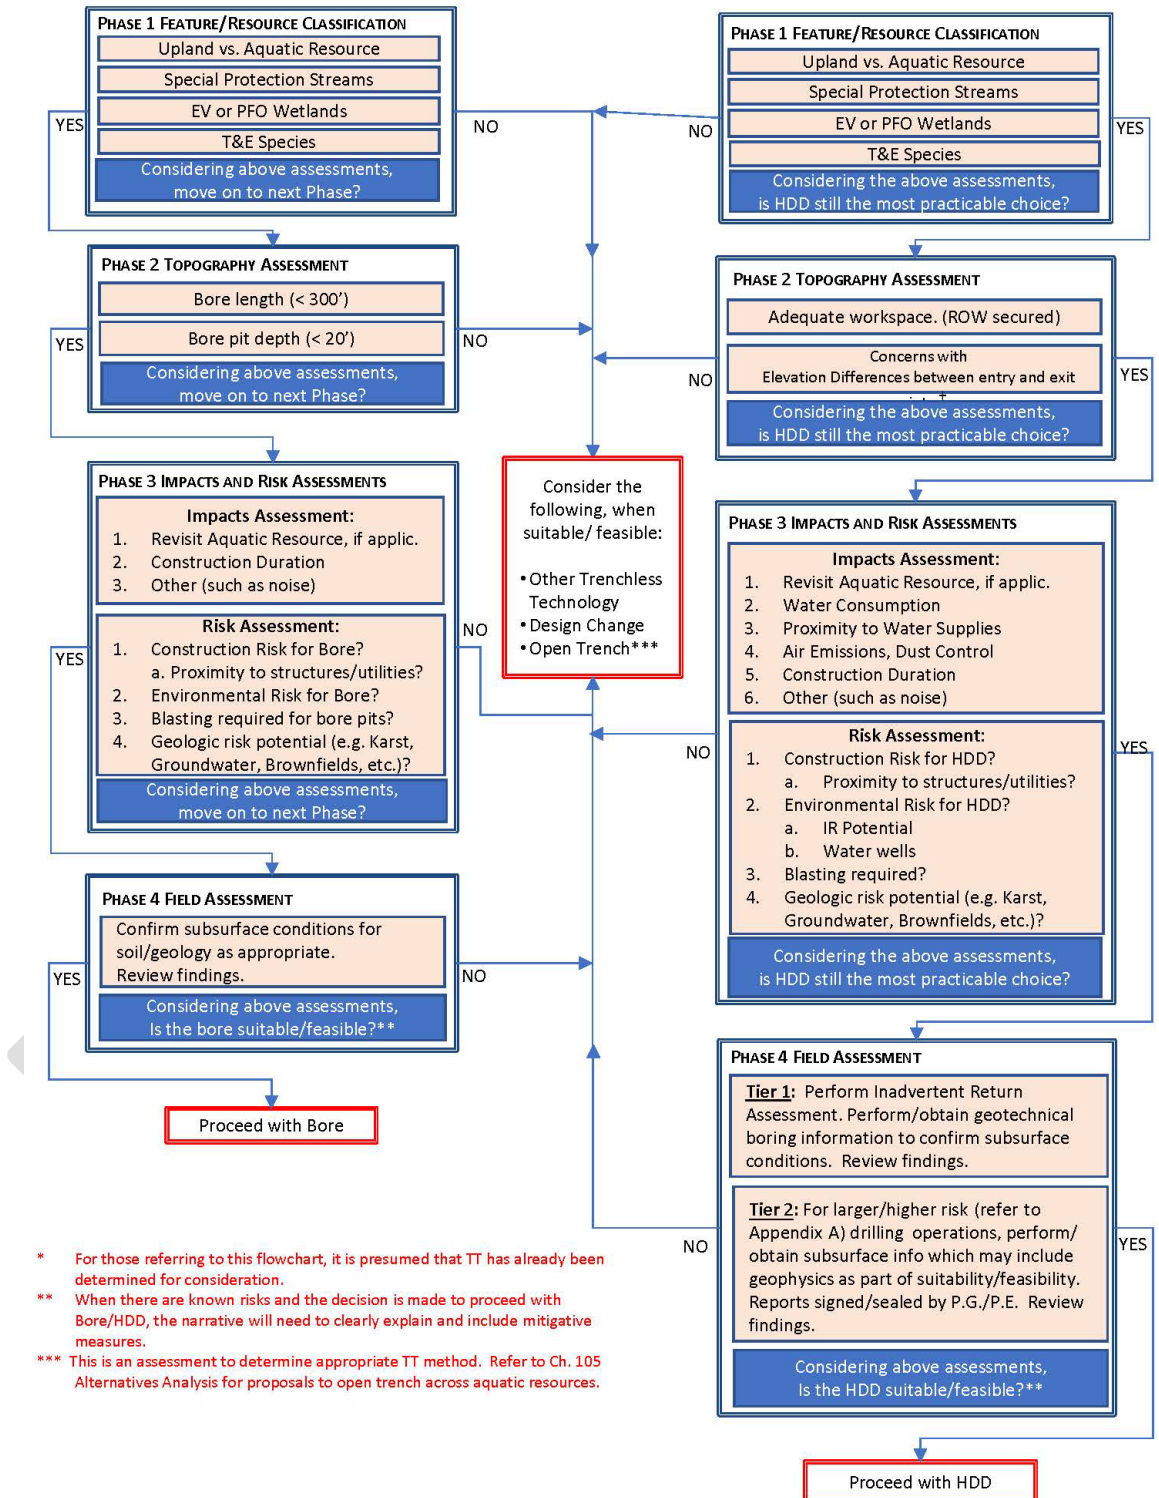 PHASE 1 FEATURE/RESOURCE CLASSIFICATION
Upland vs. Aquatic Resource
Special Protection Streams
EV or PFO Wetlands
T&E Species
Considering above assessments,
move on to next Phase?
YES
NO
PHASE 2 TOPOGRAPHY ASSESSMENT
Bore length (< 300’)
Bore pit depth (< 20’)
Considering above assessments,
move on to next Phase?
YES
NO
PHASE 3 IMPACTS AND RISK ASSESSMENTS
Impacts Assessment:
1. Revisit Aquatic Resource, if applic.
2. Construction Duration
3. Other (such as noise)
Risk Assessment:
1. Construction Risk for Bore?
a. Proximity to structures/utilities?
2. Environmental Risk for Bore?
3. Blasting required for bore pits?
4. Geologic risk potential (e.g. Karst,
Groundwater, Brownfields, etc.)?
Considering above assessments,
move on to next Phase?
YES
NO
PHASE 4 FIELD ASSESSMENT
Confirm subsurface conditions for
soil/geology as appropriate.
Review findings.
Considering above assessments,
Is the bore suitable/feasible?**
YES
NO
Proceed with Bore
Consider the
following, when
suitable/ feasible:
•Other Trenchless
Technology
•Design Change
•Open Trench***
PHASE 1 FEATURE/RESOURCE CLASSIFICATION
Upland vs. Aquatic Resource
Special Protection Streams
EV or PFO Wetlands
T&E Species
Considering the above assessments,
is HDD still the most practicable choice?
NO
YES
PHASE 2 TOPOGRAPHY ASSESSMENT
Adequate workspace. (ROW secured)
Concerns with
Elevation Differences between entry and exit
Considering the above assessments,
is HDD still the most practicable choice?
NO
YES
PHASE 3 IMPACTS AND RISK ASSESSMENTS
Impacts Assessment:
1. Revisit Aquatic Resource, if applic.
2. Water Consumption
3. Proximity to Water Supplies
4. Air Emissions, Dust Control
5. Construction Duration
6. Other (such as noise)
Risk Assessment:
1. Construction Risk for HDD?
a. Proximity to structures/utilities?
2. Environmental Risk for HDD?
a. IR Potential
b. Water wells
3. Blasting required?
4. Geologic risk potential (e.g. Karst,
Groundwater, Brownfields, etc.)?
Considering the above assessments,
is HDD still the most practicable choice?
NO
YES
PHASE 4 FIELD ASSESSMENT
Tier 1: Perform Inadvertent Return
Assessment. Perform/obtain geotechnical
boring information to confirm subsurface
conditions. Review findings.
Tier 2: For larger/higher risk (refer to
Appendix A) drilling operations, perform/
obtain subsurface info which may include
geophysics as part of suitability/feasibility.
Reports signed/sealed by P.G./P.E. Review
findings.
Considering above assessments,
Is the HDD suitable/feasible?**
NO
YES
Proceed with HDD
* For those referring to this flowchart, it is presumed that TT has already been
determined for consideration.
** When there are known risks and the decision is made to proceed with
Bore/HDD, the narrative will need to clearly explain and include mitigative
measures.
*** This is an assessment to determine appropriate TT method. Refer to Ch. 105
Alternatives Analysis for proposals to open trench across aquatic resources.